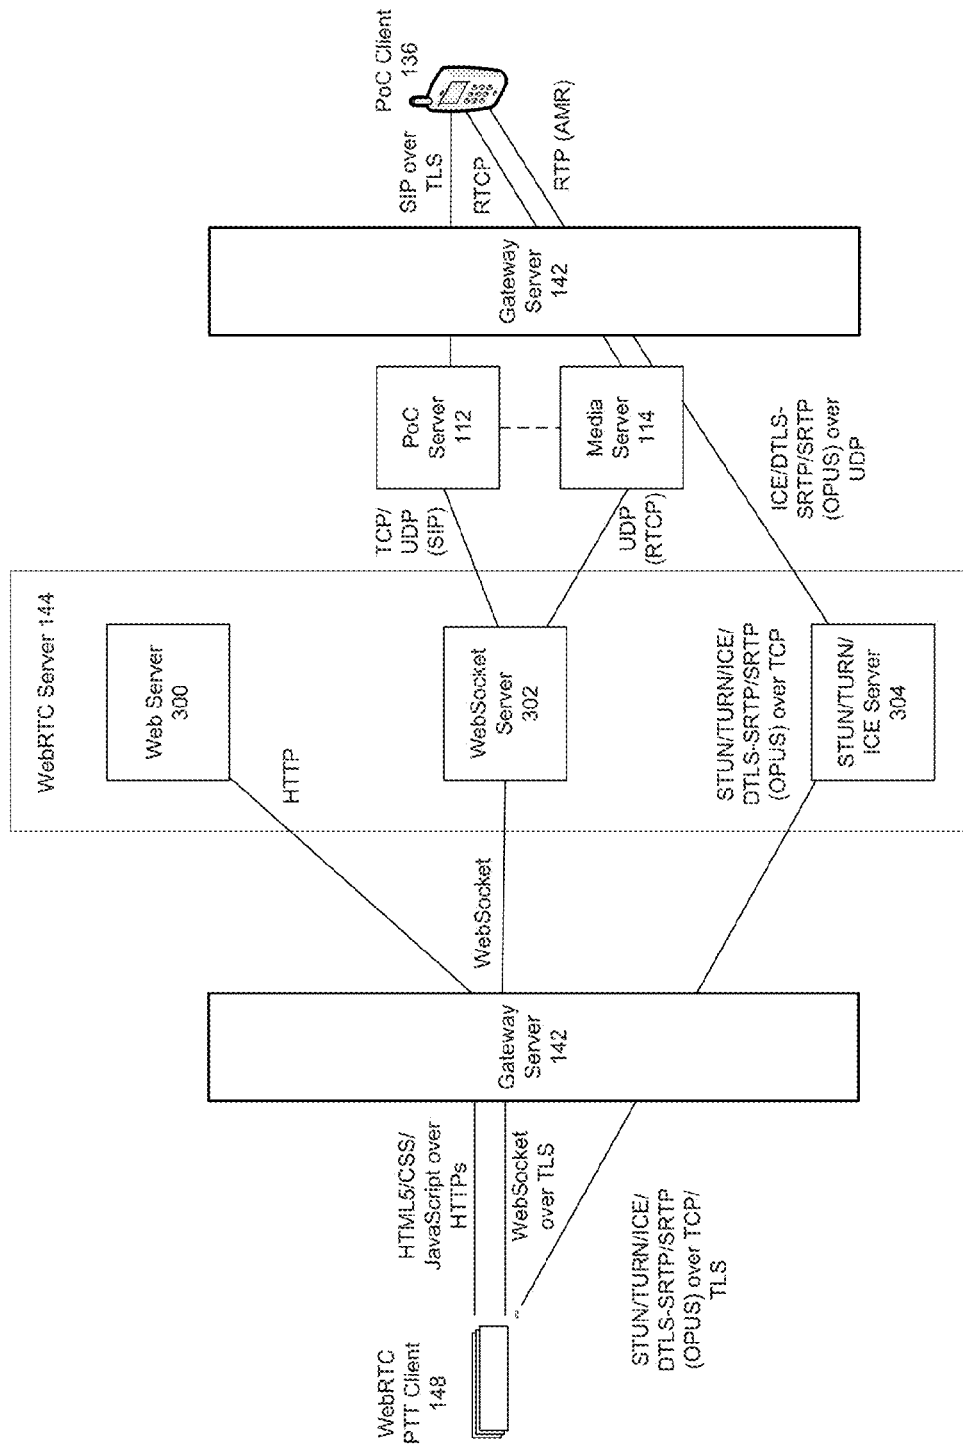 WebRTC
PTT Client
148
HTML5/CSS/
JavaScript over
HTTPs
WebSocket
over TLS
STUN/TURN/ICE/
DTLS-SRTP/SRTP
(OPUS) over TCP/
TLS
Gateway
Server
142
WebRTC Server 144
HTTP
WebSocket
STUN/TURN/ICE/
DTLS-SRTP/SRTP
(OPUS) over TCP
Web Server
300
WebSocket
Server
302
STUN/TURN/
ICE Server
304
TCP/
UDP
(SIP)
UDP
(RTCP)
ICE/DTLS-
SRTP/SRTP
(OPUS) over
UDP
PoC
Server
112
Media
Server
114
Gateway
Server
142
SIP over
TLS
RTCP
RTP (AMR)
PoC Client
136